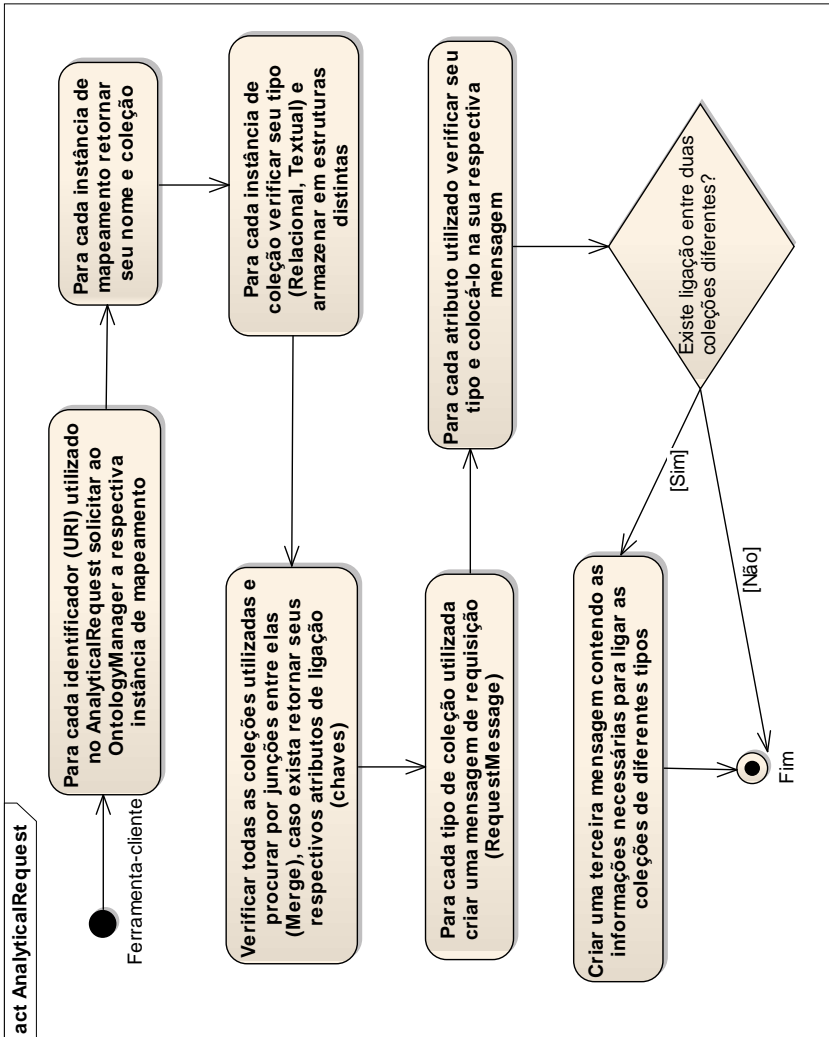 act AnalyticalRequest
Ferramenta-cliente
Para cada identificador (URI) utilizado
no AnalyticalRequest solicitar ao
OntologyManager a respectiva
instância de mapeamento
Para cada instância de
mapeamento retornar
seu nome e coleção
Para cada instância de
coleção verificar seu tipo
(Relacional, Textual) e
armazenar em estruturas
distintas
Verificar todas as coleções utilizadas e
procurar por junções entre elas
(Merge), caso exista retornar seus
respectivos atributos de ligação
(chaves)
Para cada tipo de coleção utilizada
criar uma mensagem de requisição
(RequestMessage)
Para cada atributo utilizado verificar seu
tipo e colocá-lo na sua respectiva
mensagem
Existe ligação entre duas
coleções diferentes?
[Sim]
[Não]
Criar uma terceira mensagem contendo as
informações necessárias para ligar as
coleções de diferentes tipos
Fim